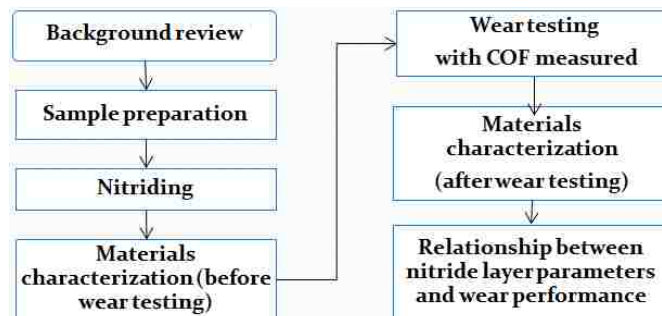 Background review
Sample preparation
Nitriding
Materials
characterization (before
wear testing)
Wear testing
with COF measured
Materials
characterization
(after wear testing)
Relationship between
nitride layer parameters
and wear performance